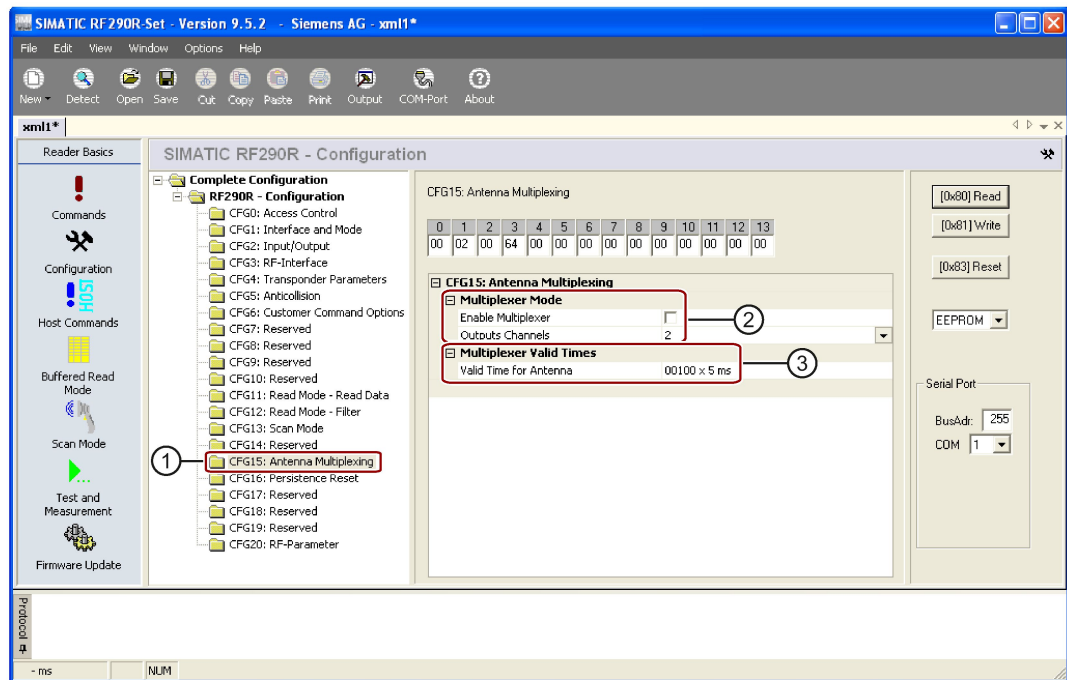 SIMATIC RF290R-Set - Version 9.5.2 - Siemens AG - xml1*
File Edit View Window Options Help
New Detect Open Save Cut Copy Paste Print Output COM-Port About
xml1*
Reader Basics
Commands
Configuration
HOST
Host Commands
Buffered Read
Mode
Scan Mode
Test and
Measurement
Firmware Update
SIMATIC RF290R - Configuration
Complete Configuration
RF290R - Configuration
CFG0: Access Control
CFG1: Interface and Mode
CFG2: Input/Output
CFG3: RF-Interface
CFG4: Transponder Parameters
CFG5: Anticollision
CFG6: Customer Command Options
CFG7: Reserved
CFG8: Reserved
CFG9: Reserved
CFG10: Reserved
CFG11: Read Mode - Read Data
CFG12: Read Mode - Filter
CFG13: Scan Mode
CFG14: Reserved
1
CFG15: Antenna Multiplexing
CFG16: Persistence Reset
CFG17: Reserved
CFG18: Reserved
CFG19: Reserved
CFG20: RF-Parameter
CFG15: Antenna Multiplexing
0 1 2 3 4 5 6 7 8 9 10 11 12 13
00 02 00 64 00 00 00 00 00 00 00 00 00 00
CFG15: Antenna Multiplexing
Multiplexer Mode
Enable Multiplexer
2
Outputs Channels 2
Multiplexer Valid Times
Valid Time for Antenna 00100 x 5 ms
3
[0x80] Read
[0x81] Write
[0x83] Reset
EEPROM
Serial Port
BusAdr: 255
COM 1
Protocol
- ms NUM